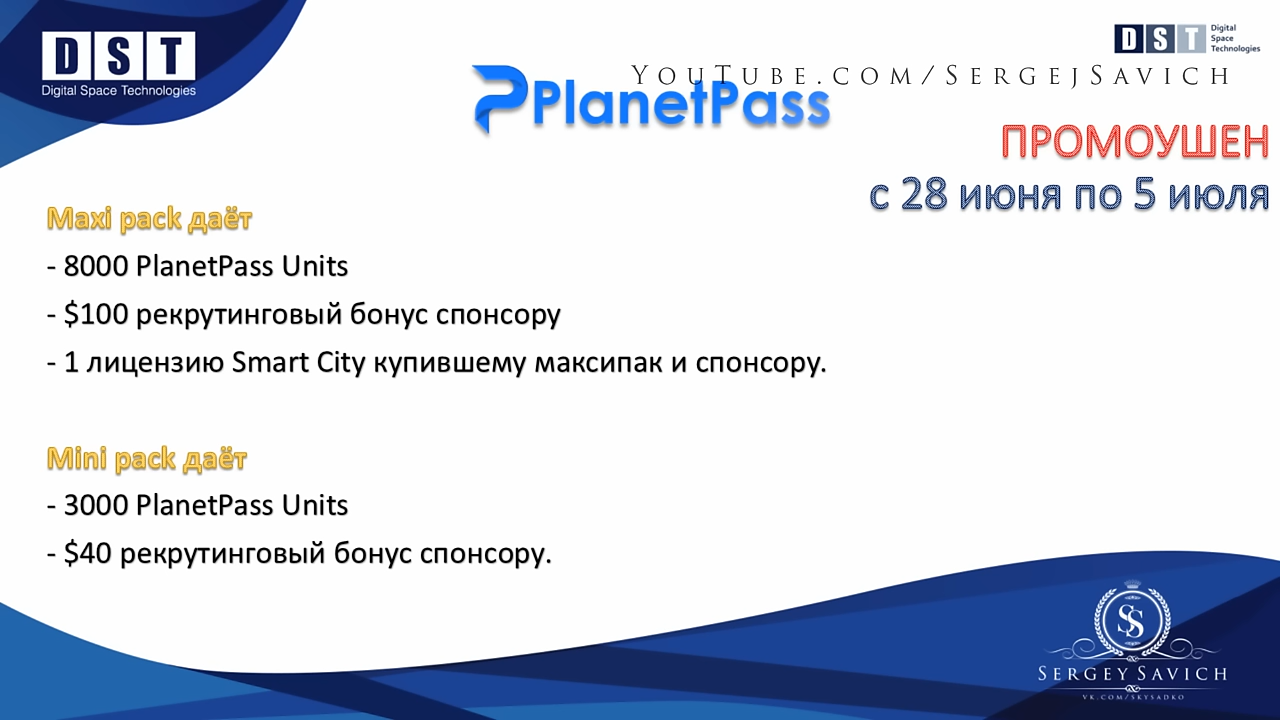 DST
Digital Space Technologies
DST
Digital
Space
Technologies
YouTube.com/SergejSavich
PlanetPass
ПРОМОУШЕН
с 28 июня по 5 июля
Maxi pack даёт
- 8000 PlanetPass Units
- $100 рекрутинговый бонус спонсору
- 1 лицензию Smart City купившему максипак и спонсору.
Mini pack даёт
- 3000 PlanetPass Units
- $40 рекрутинговый бонус спонсору.
SS
Sergey Savich
vk.com/skysadko